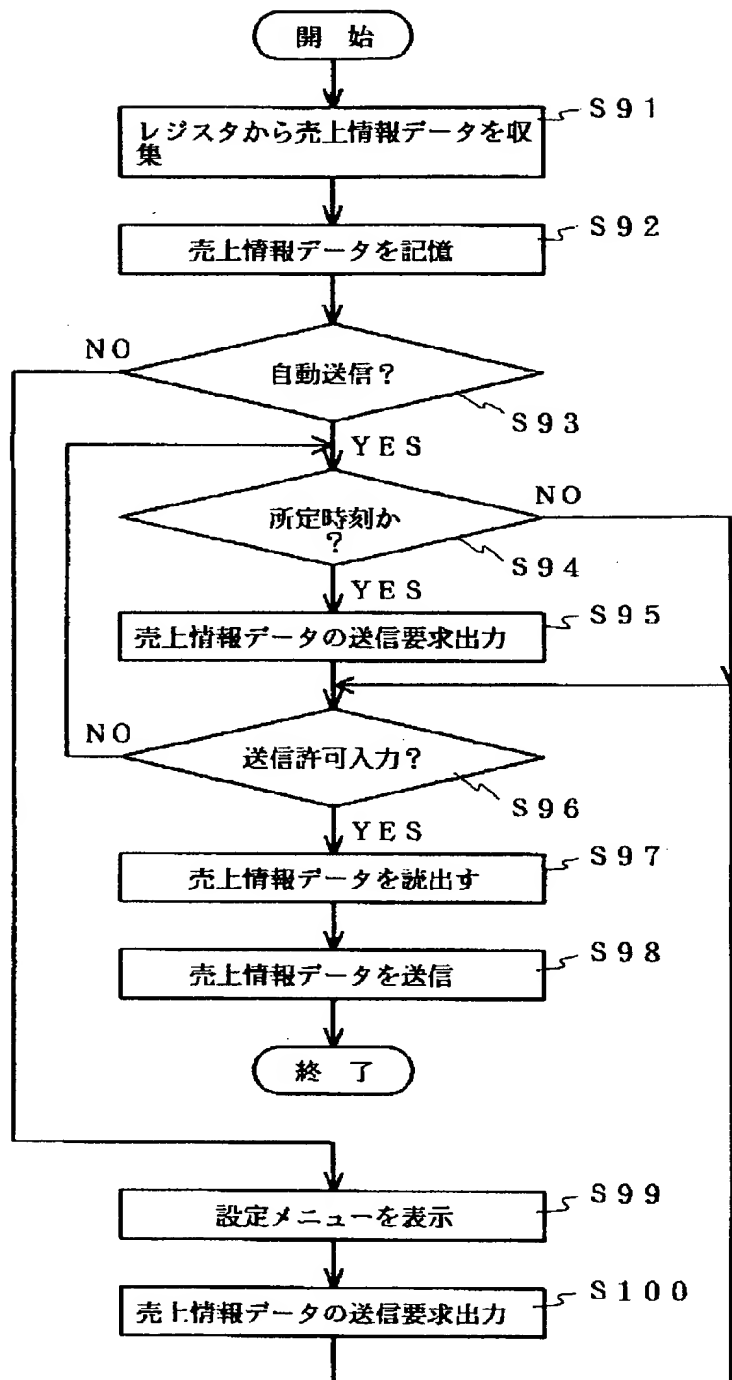 開 始
S91
レジスタから売上情報データを収
集
S92
売上情報データを記憶
NO
自動送信?
S93
YES
NO
所定時刻か
?
S94
YES
S95
売上情報データの送信要求出力
NO
送信許可入力?
S96
YES
S97
売上情報データを読出す
S98
売上情報データを送信
終 了
S99
設定メニューを表示
S100
売上情報データの送信要求出力